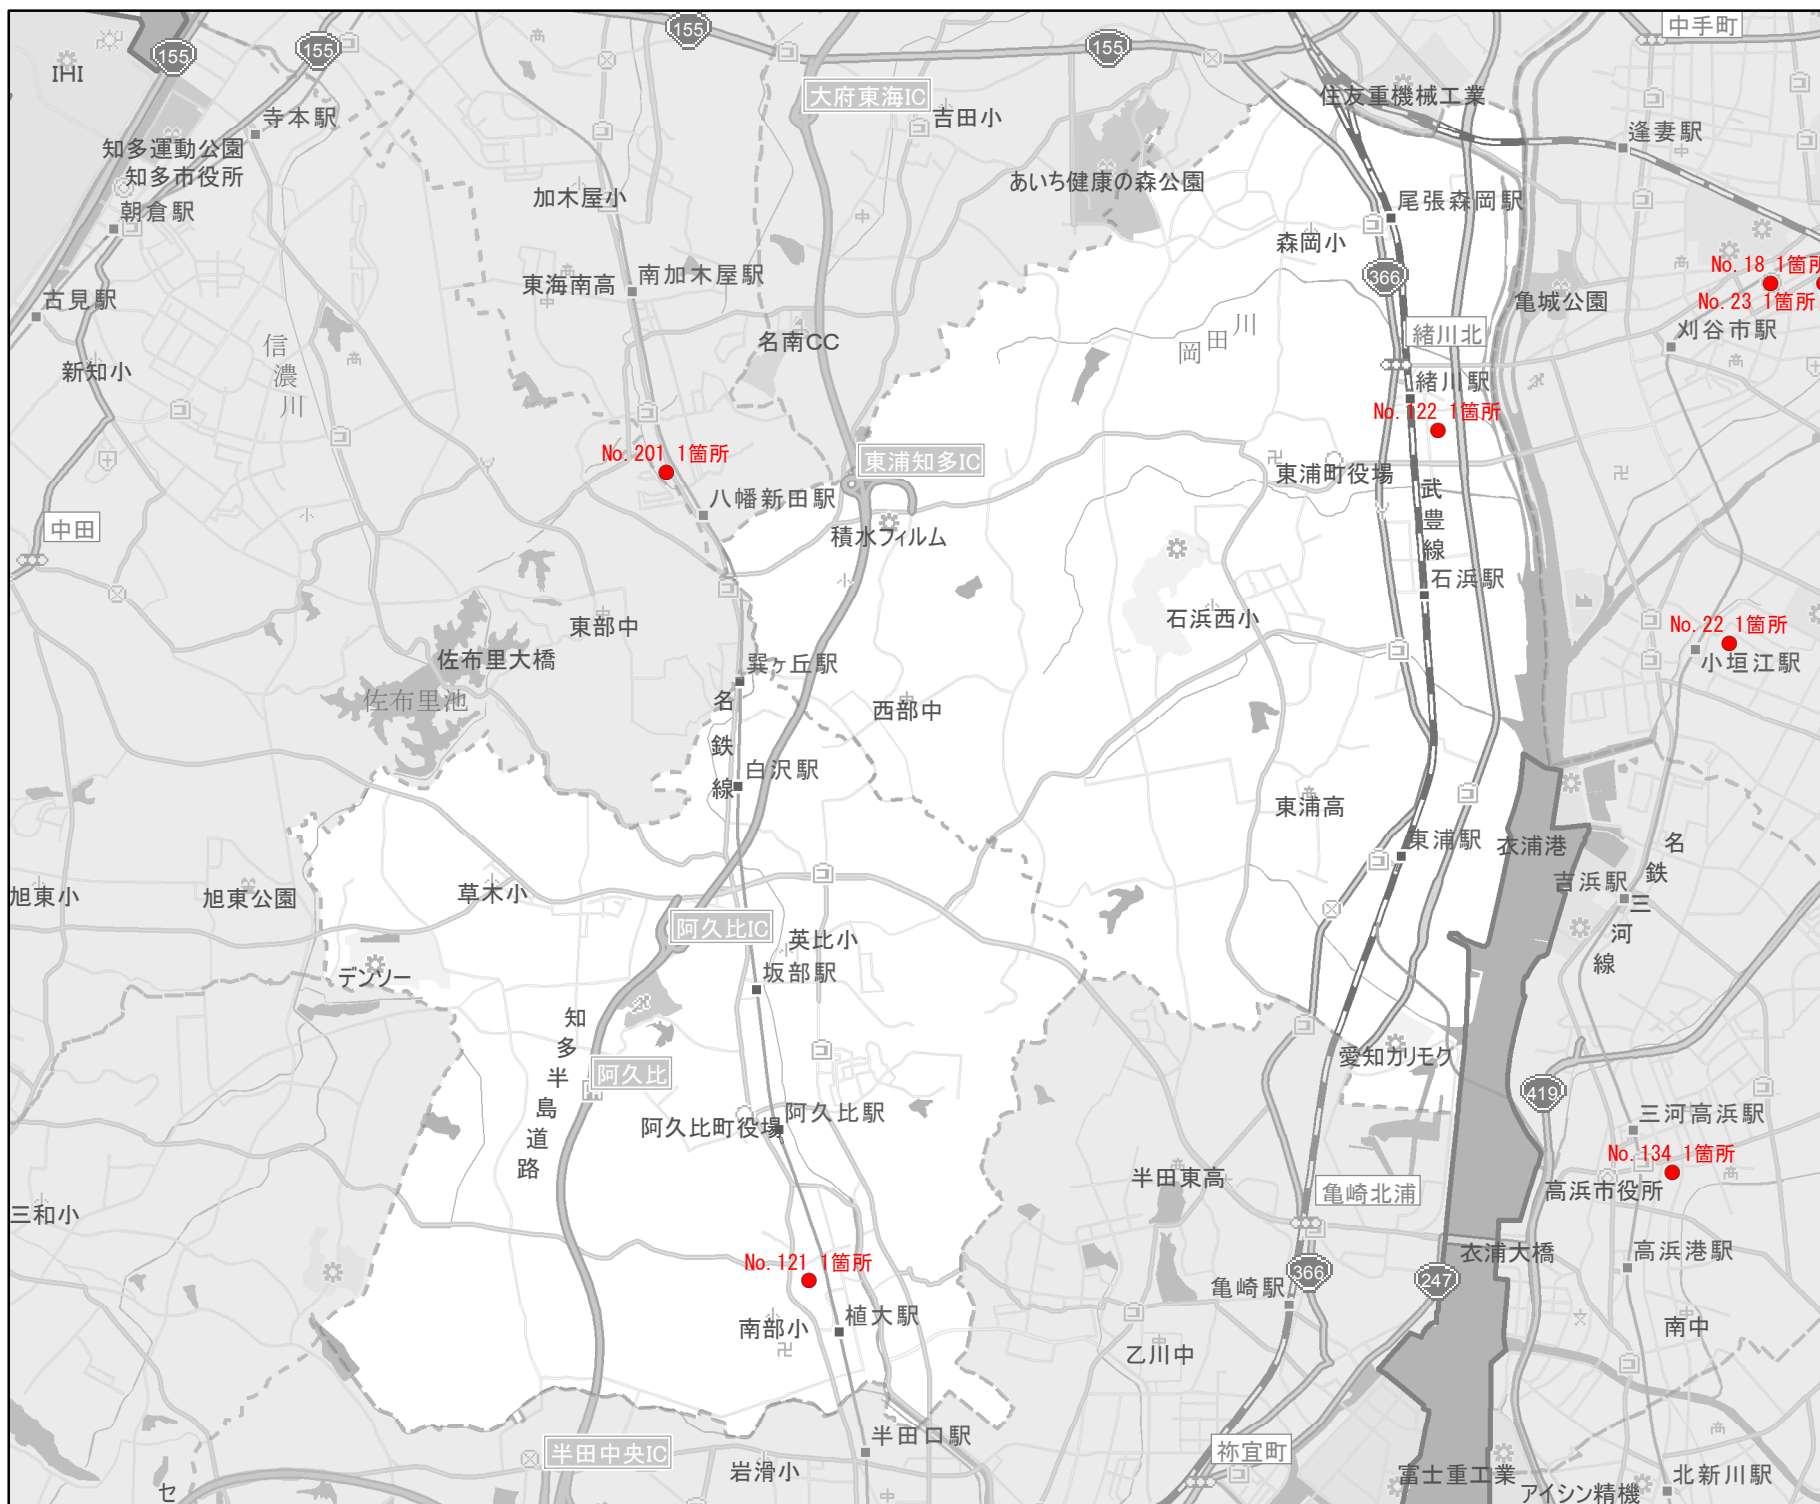 155
155
155
155
中手町
IHI
大府東海IC
吉田小
住友重機械工業
寺本駅
逢妻駅
知多運動公園
知多市役所
朝倉駅
加木屋小
あいち健康の森公園
尾張森岡駅
森岡小
東海南高
南加木屋駅
366
No.18 1箇所
古見駅
亀城公園
No.23 1箇所
信濃川
名南CC
岡田川
緒川北
刈谷市駅
新知小
緒川駅
No.122 1箇所
No.201 1箇所
東浦知多IC
東浦町役場
八幡新田駅
武豊線
中田
積水フィルム
石浜駅
東部中
石浜西小
No.22 1箇所
佐布里大橋
巽ヶ丘駅
小垣江駅
佐布里池
名鉄線
西部中
白沢駅
東浦高
東浦駅
衣浦港
名鉄三河線
吉浜駅
旭東小
旭東公園
草木小
阿久比IC
英比小
デンソー
坂部駅
知多半島道路
愛知カリモク
阿久比
419
阿久比町役場
阿久比駅
三河高浜駅
No.134 1箇所
半田東高
亀崎北浦
高浜市役所
三和小
No.121 1箇所
衣浦大橋
高浜港駅
366
247
亀崎駅
南部小
植大駅
南中
乙川中
半田中央IC
半田口駅
祢宜町
岩滑小
富士重工業
北新川駅
セ
アイシン精機